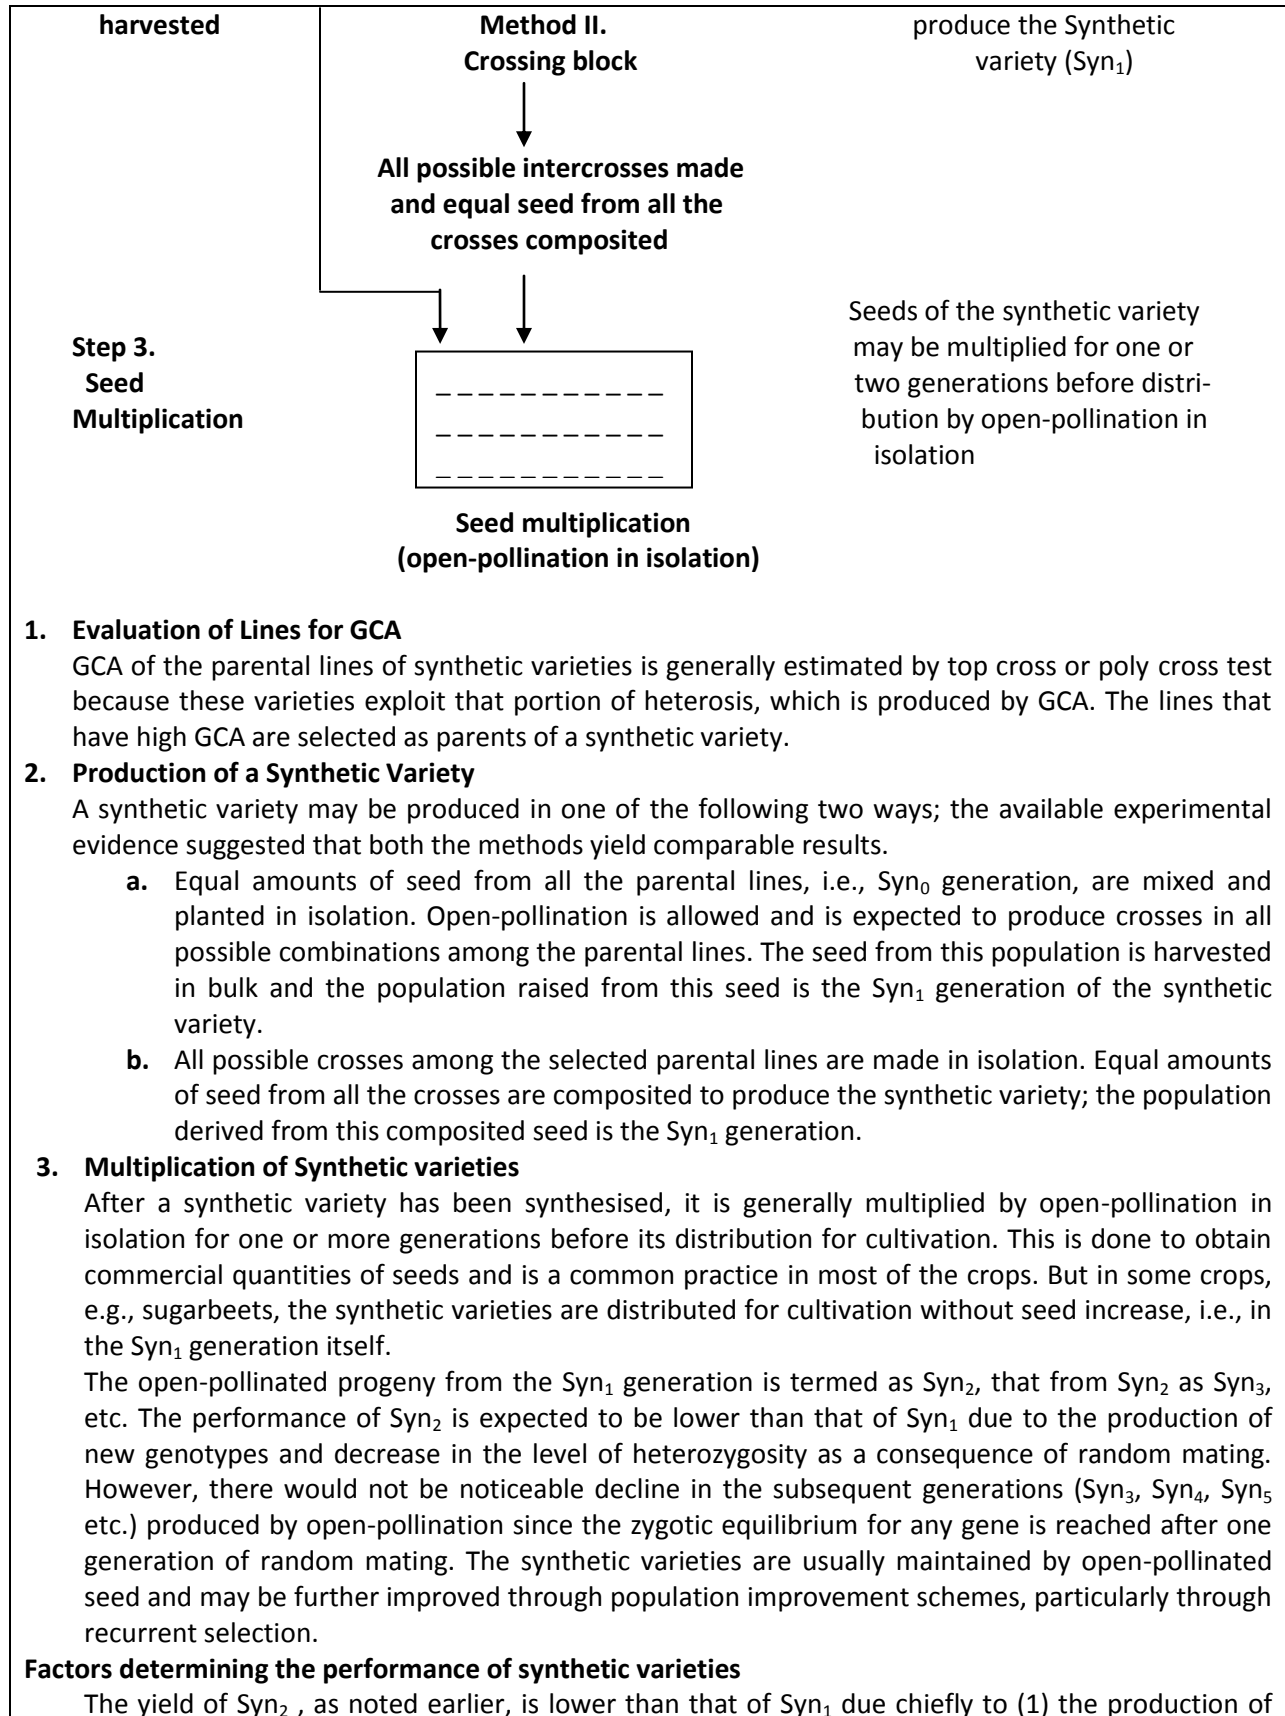 harvested
Method II.
Crossing block
produce the Synthetic
variety (Syn₁)
All possible intercrosses made
and equal seed from all the
crosses composited
Step 3.
Seed
Multiplication
Seeds of the synthetic variety
may be multiplied for one or
two generations before distri-
bution by open-pollination in
isolation
Seed multiplication
(open-pollination in isolation)
1. Evaluation of Lines for GCA
GCA of the parental lines of synthetic varieties is generally estimated by top cross or poly cross test
because these varieties exploit that portion of heterosis, which is produced by GCA. The lines that
have high GCA are selected as parents of a synthetic variety.
2. Production of a Synthetic Variety
A synthetic variety may be produced in one of the following two ways; the available experimental
evidence suggested that both the methods yield comparable results.
a. Equal amounts of seed from all the parental lines, i.e., Syn₀ generation, are mixed and
planted in isolation. Open-pollination is allowed and is expected to produce crosses in all
possible combinations among the parental lines. The seed from this population is harvested
in bulk and the population raised from this seed is the Syn₁ generation of the synthetic
variety.
b. All possible crosses among the selected parental lines are made in isolation. Equal amounts
of seed from all the crosses are composited to produce the synthetic variety; the population
derived from this composited seed is the Syn₁ generation.
3. Multiplication of Synthetic varieties
After a synthetic variety has been synthesised, it is generally multiplied by open-pollination in
isolation for one or more generations before its distribution for cultivation. This is done to obtain
commercial quantities of seeds and is a common practice in most of the crops. But in some crops,
e.g., sugarbeets, the synthetic varieties are distributed for cultivation without seed increase, i.e., in
the Syn₁ generation itself.
The open-pollinated progeny from the Syn₁ generation is termed as Syn₂, that from Syn₂ as Syn₃,
etc. The performance of Syn₂ is expected to be lower than that of Syn₁ due to the production of
new genotypes and decrease in the level of heterozygosity as a consequence of random mating.
However, there would not be noticeable decline in the subsequent generations (Syn₃, Syn₄, Syn₅
etc.) produced by open-pollination since the zygotic equilibrium for any gene is reached after one
generation of random mating. The synthetic varieties are usually maintained by open-pollinated
seed and may be further improved through population improvement schemes, particularly through
recurrent selection.
Factors determining the performance of synthetic varieties
The yield of Syn₂ , as noted earlier, is lower than that of Syn₁ due chiefly to (1) the production of